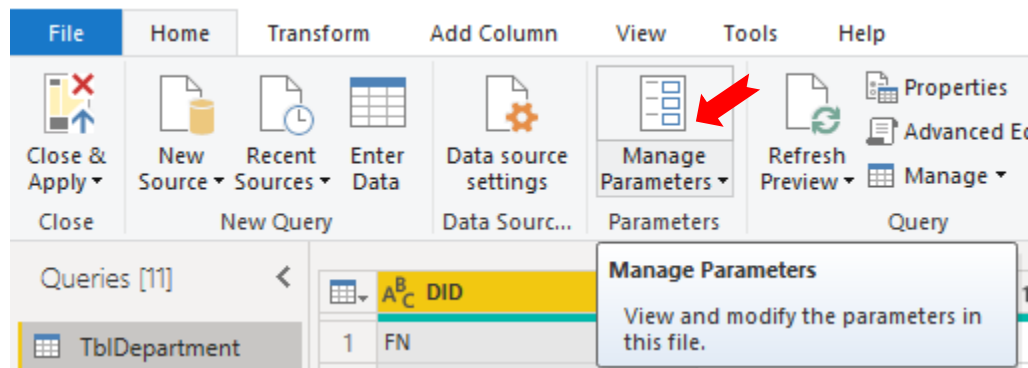 File Home Transform Add Column View Tools Help
Close & Apply
New Source
Recent Sources
Enter Data
Data source settings
Manage Parameters
Refresh Preview
Properties
Advanced
Manage
Close New Query Data Sourc... Parameters Query
Queries [11]
ABC DID
Manage Parameters
View and modify the parameters in
this file.
TblDepartment
1 FN